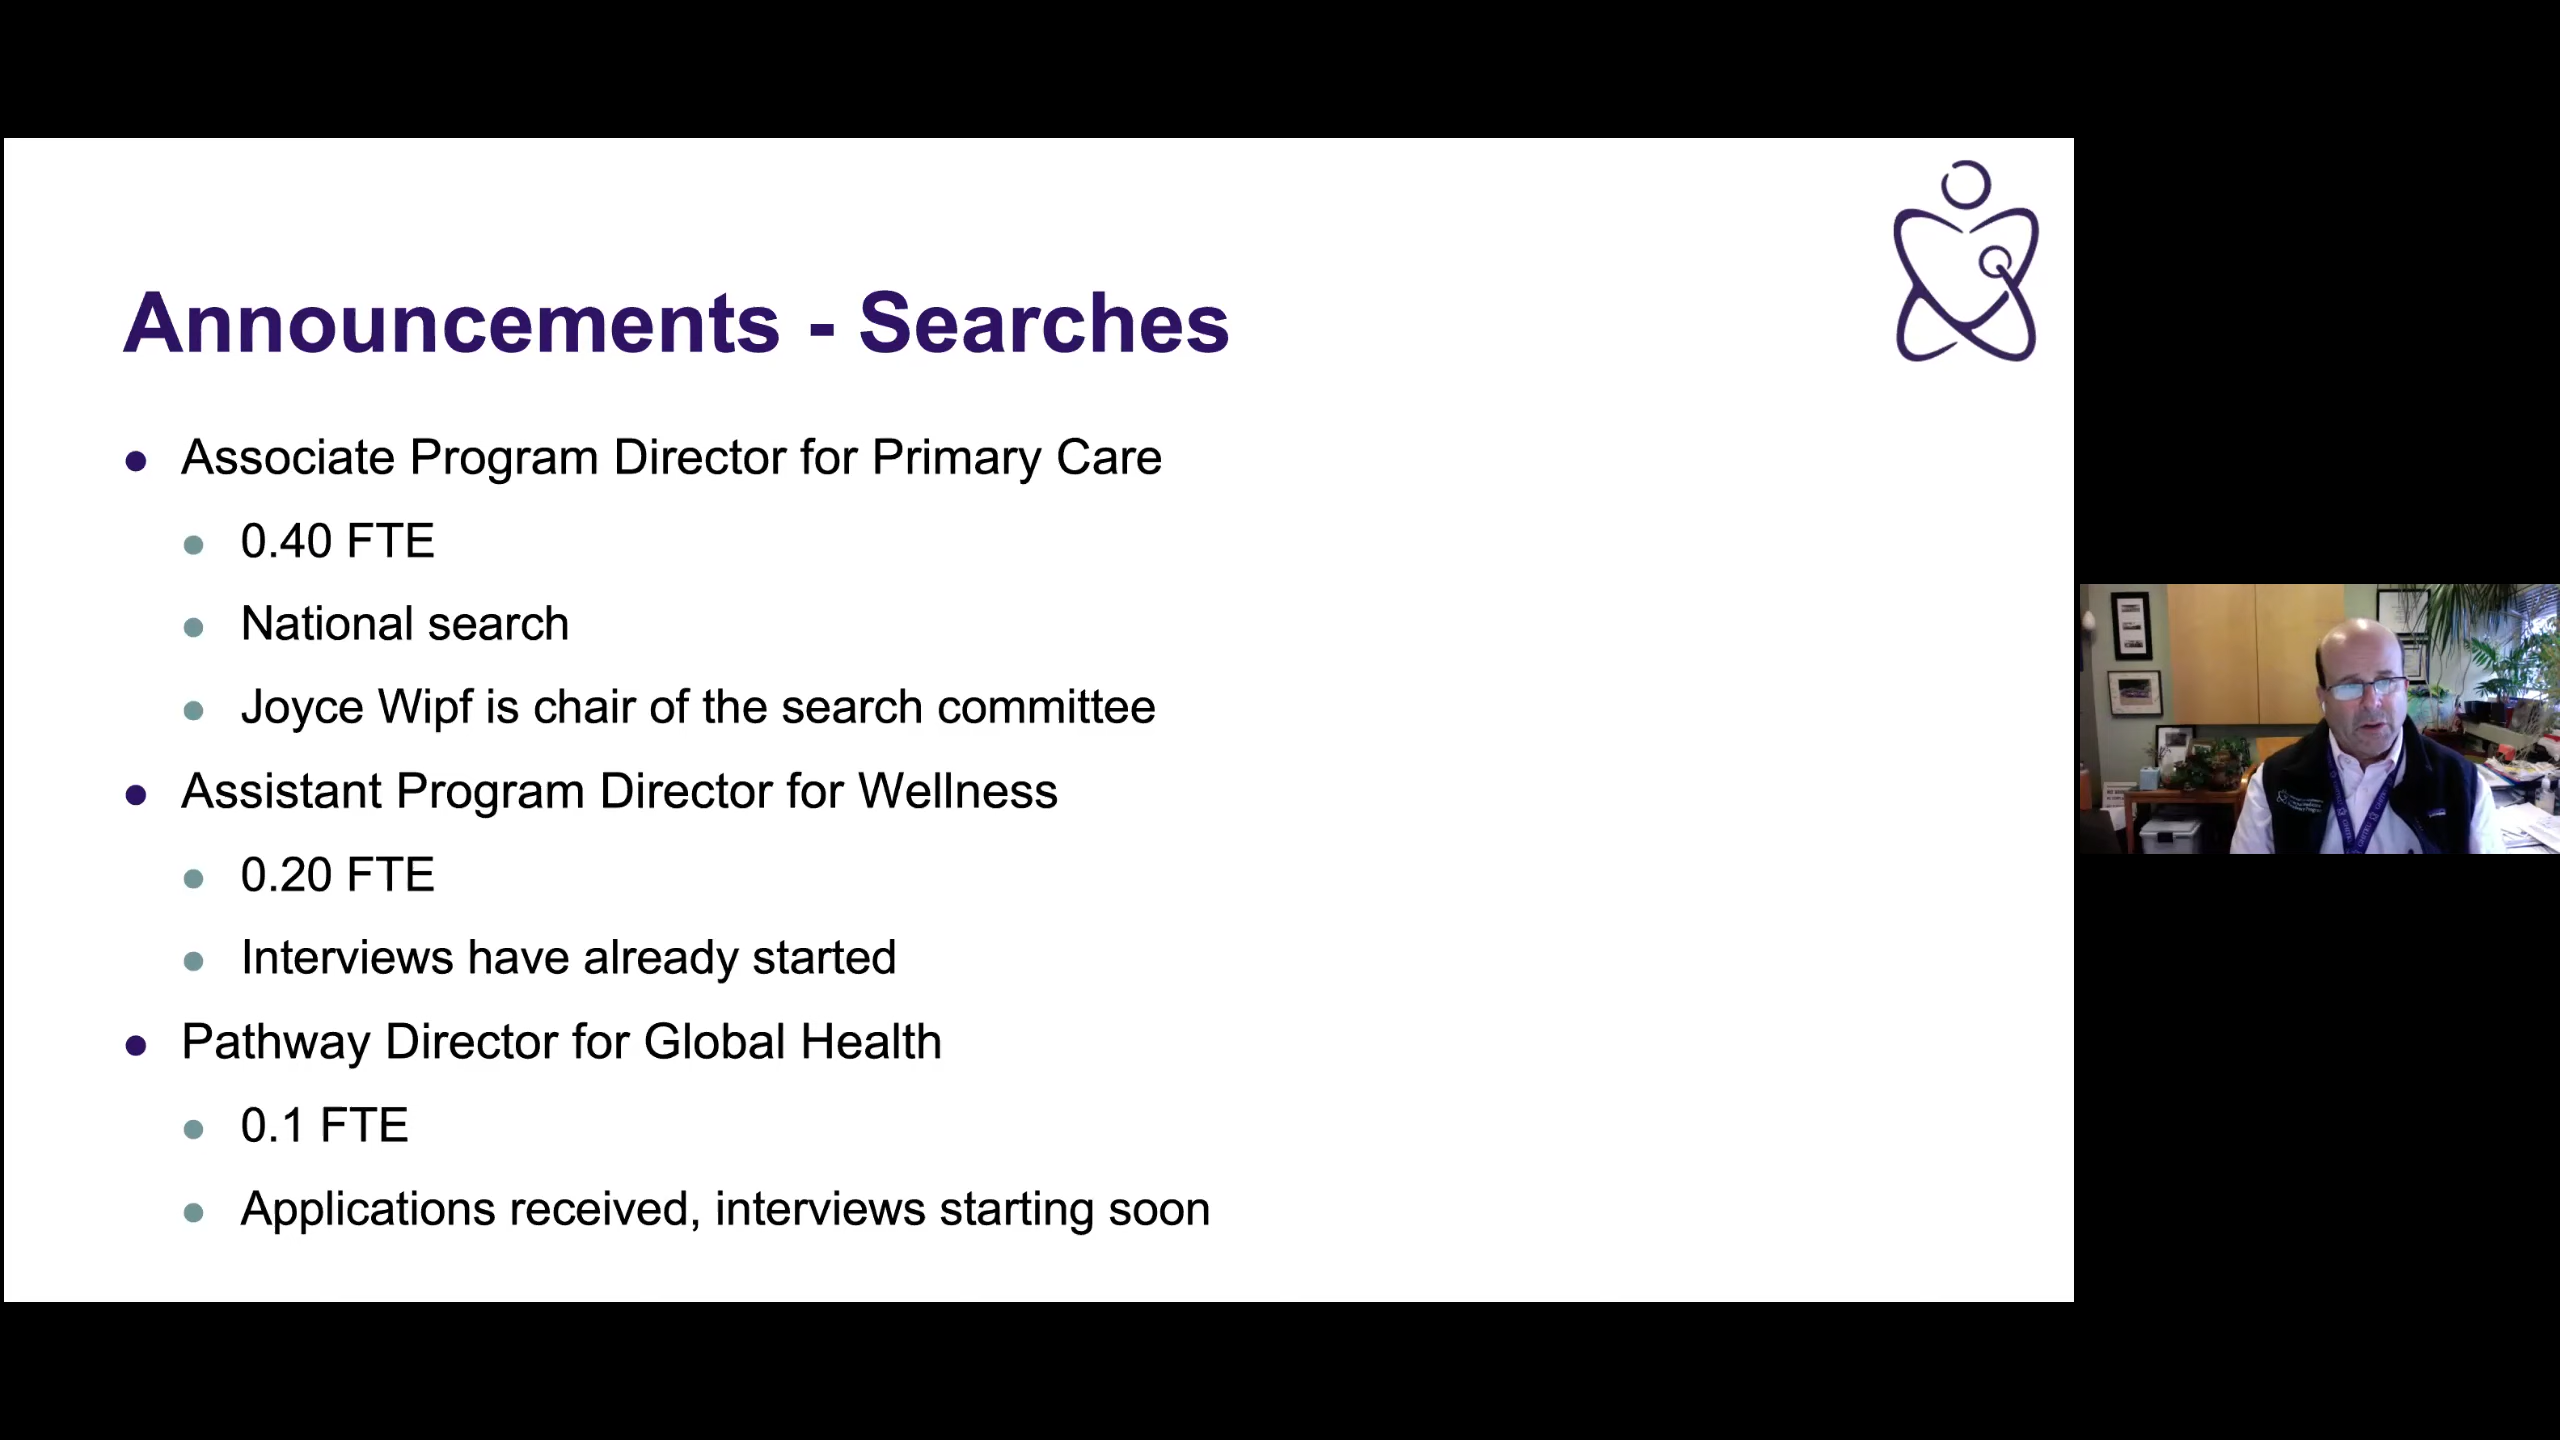 Announcements - Searches
Associate Program Director for Primary Care
0.40 FTE
National search
Joyce Wipf is chair of the search committee
Assistant Program Director for Wellness
0.20 FTE
Interviews have already started
Pathway Director for Global Health
0.1 FTE
Applications received, interviews starting soon